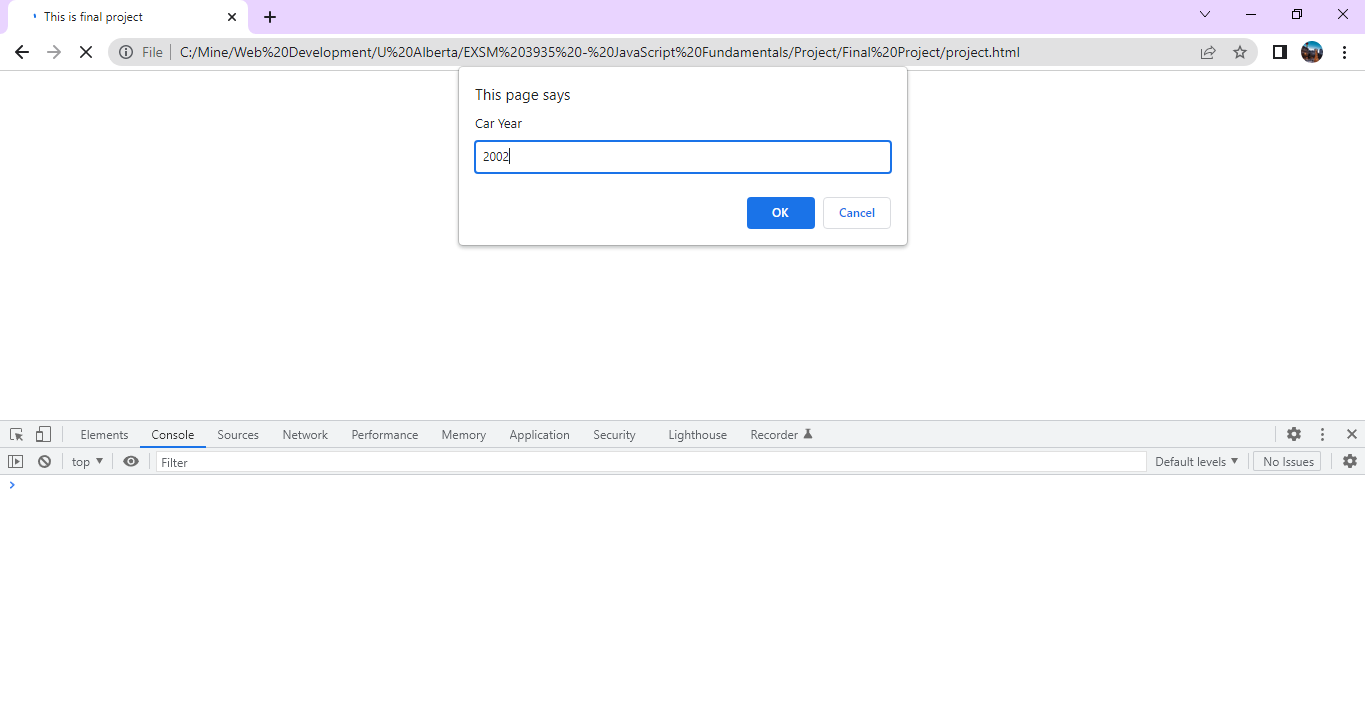 This is final project
File C:/Mine/Web%20Development/U%20Alberta/EXSM%203935%20-%20JavaScript%20Fundamentals/Project/Final%20Project/project.html
This page says
Car Year
2002
OK Cancel
Elements Console Sources Network Performance Memory Application Security Lighthouse Recorder
top Filter Default levels No Issues